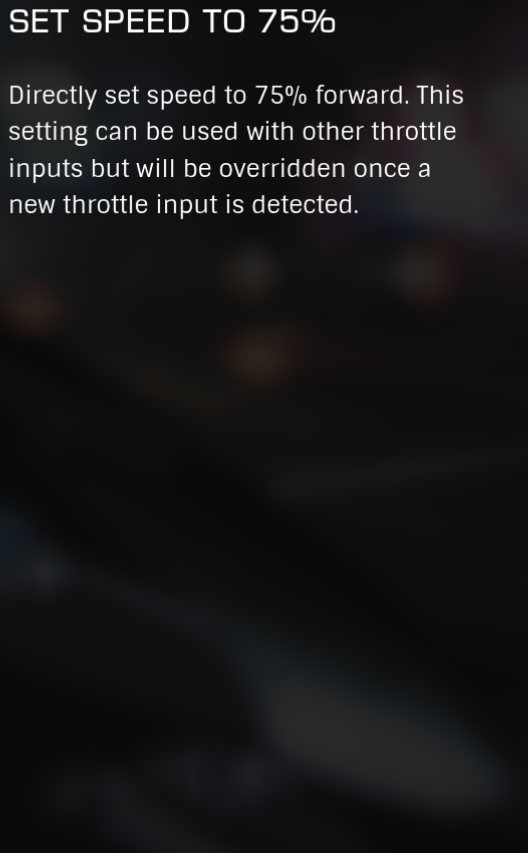 SET SPEED TO 75%
Directly set speed to 75% forward. This
setting can be used with other throttle
inputs but will be overridden once a
new throttle input is detected.